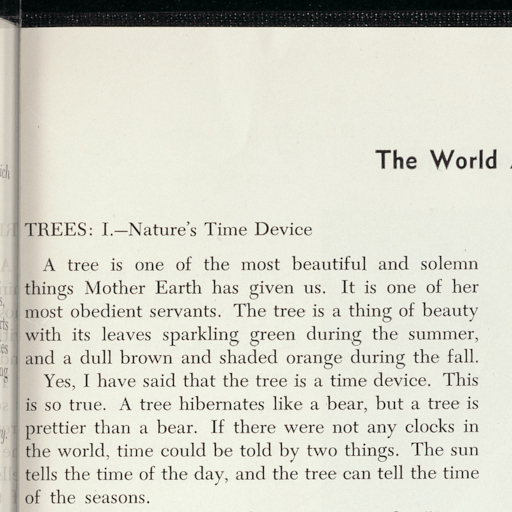 The World
TREES: I.—Nature's Time Device
A tree is one of the most beautiful and solemn
things Mother Earth has given us. It is one of her
most obedient servants. The tree is a thing of beauty
with its leaves sparkling green during the summer,
and a dull brown and shaded orange during the fall.
Yes, I have said that the tree is a time device. This
is so true. A tree hibernates like a bear, but a tree is
prettier than a bear. If there were not any clocks in
the world, time could be told by two things. The sun
tells the time of the day, and the tree can tell the time
of the seasons.